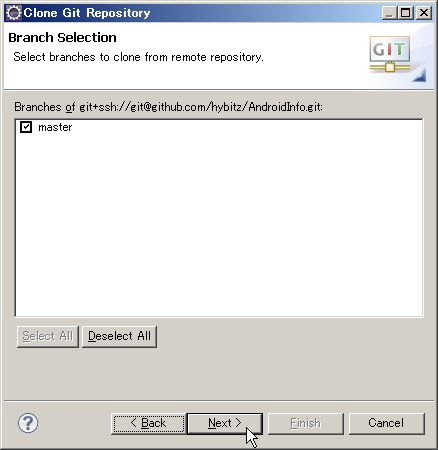 Clone Git Repository
Branch Selection
Select branches to clone from remote repository.
GIT
Branches of git+ssh://git@github.com/hybitz/AndroidInfo.git:
master
Select All
Deselect All
?
< Back
Next >
Finish
Cancel